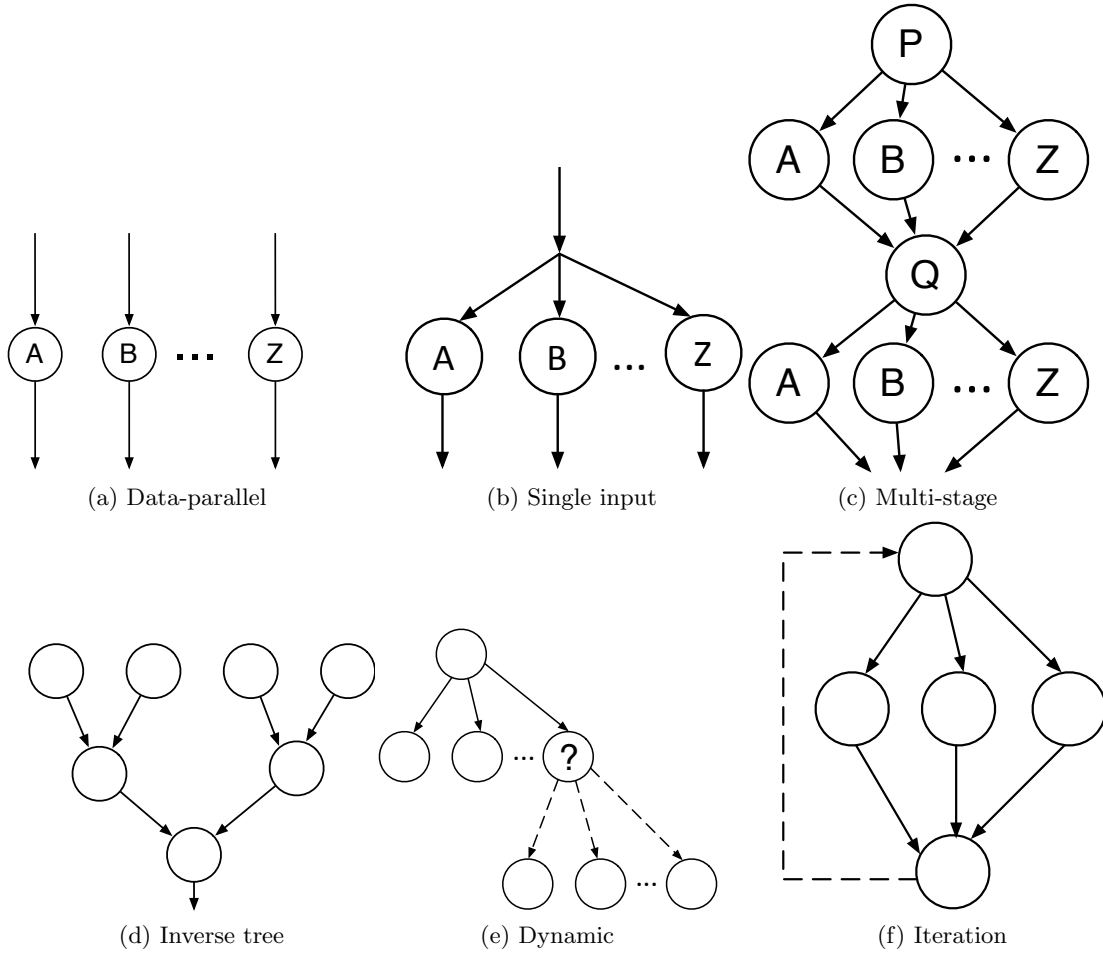 P
A B ... Z
Q
A B ... Z
A B ... Z
A B ... Z
(a) Data-parallel
(b) Single input
(c) Multi-stage
... ?
...
(d) Inverse tree
(e) Dynamic
(f) Iteration